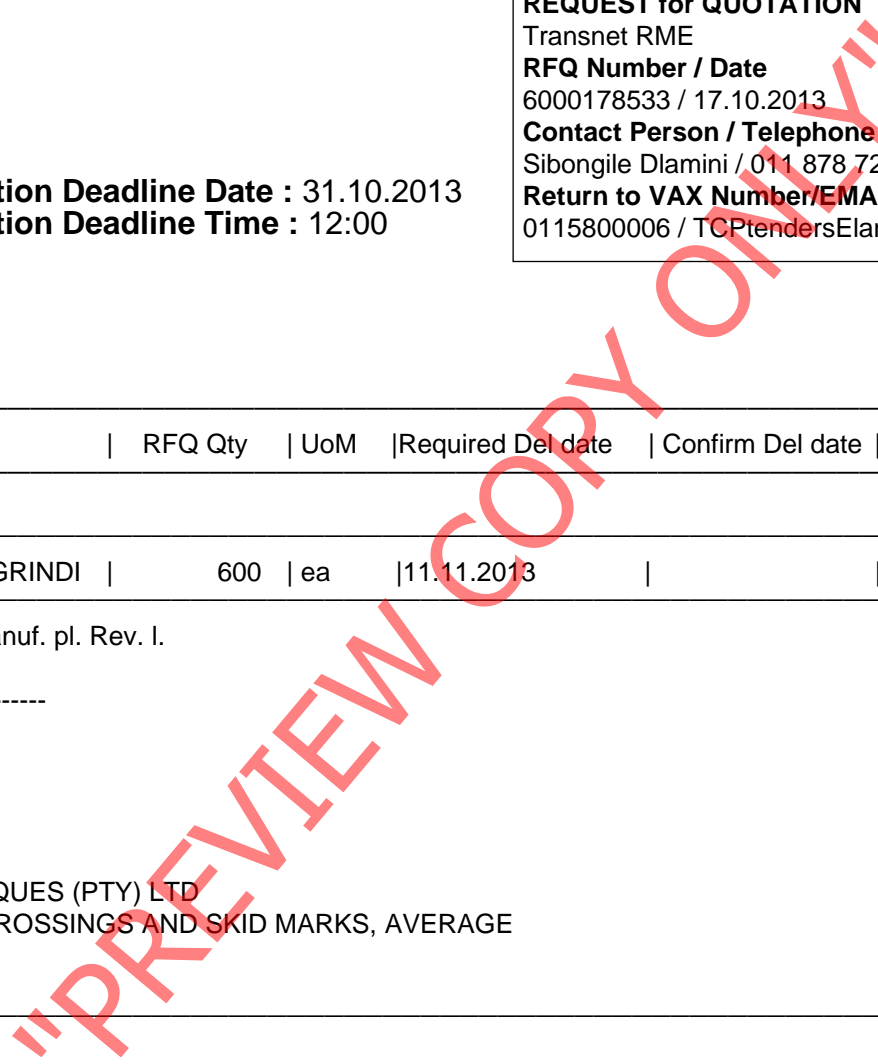 REQUEST for QUOTATION
Transnet RME
RFQ Number / Date
6000178533 / 17.10.2013
Contact Person / Telephone
Sibongile Dlamini / 011 878 72
tion Deadline Date : 31.10.2013
Return to VAX Number/EMA
tion Deadline Time : 12:00
0115800006 / TCPtendersElan
| RFQ Qty | UoM |Required Del date | Confirm Del date |
GRINDI | 600 | ea |11.11.2013 | |
anuf. pl. Rev. l.
------
QUES (PTY) LTD
ROSSINGS AND SKID MARKS, AVERAGE
"PREVIEW COPY ONLY"